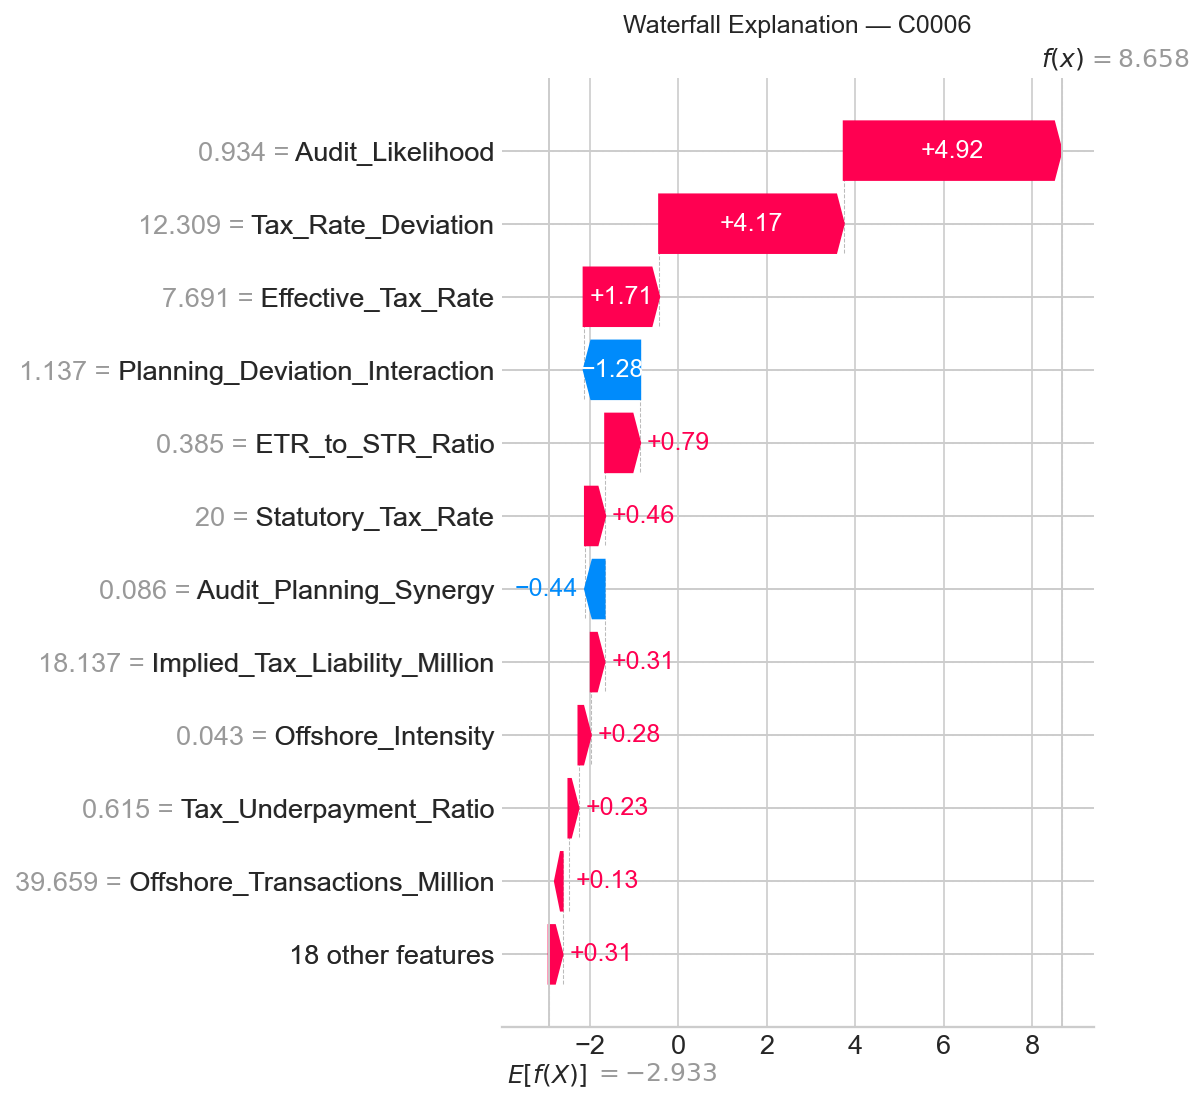 Waterfall Explanation — C0006
f(x) = 8.658
0.934 = Audit_Likelihood +4.92
12.309 = Tax_Rate_Deviation +4.17
7.691 = Effective_Tax_Rate +1.71
1.137 = Planning_Deviation_Interaction −1.28
0.385 = ETR_to_STR_Ratio +0.79
20 = Statutory_Tax_Rate +0.46
0.086 = Audit_Planning_Synergy −0.44
18.137 = Implied_Tax_Liability_Million +0.31
0.043 = Offshore_Intensity +0.28
0.615 = Tax_Underpayment_Ratio +0.23
39.659 = Offshore_Transactions_Million +0.13
18 other features +0.31
−2 0 2 4 6 8
E[f(X)] = −2.933